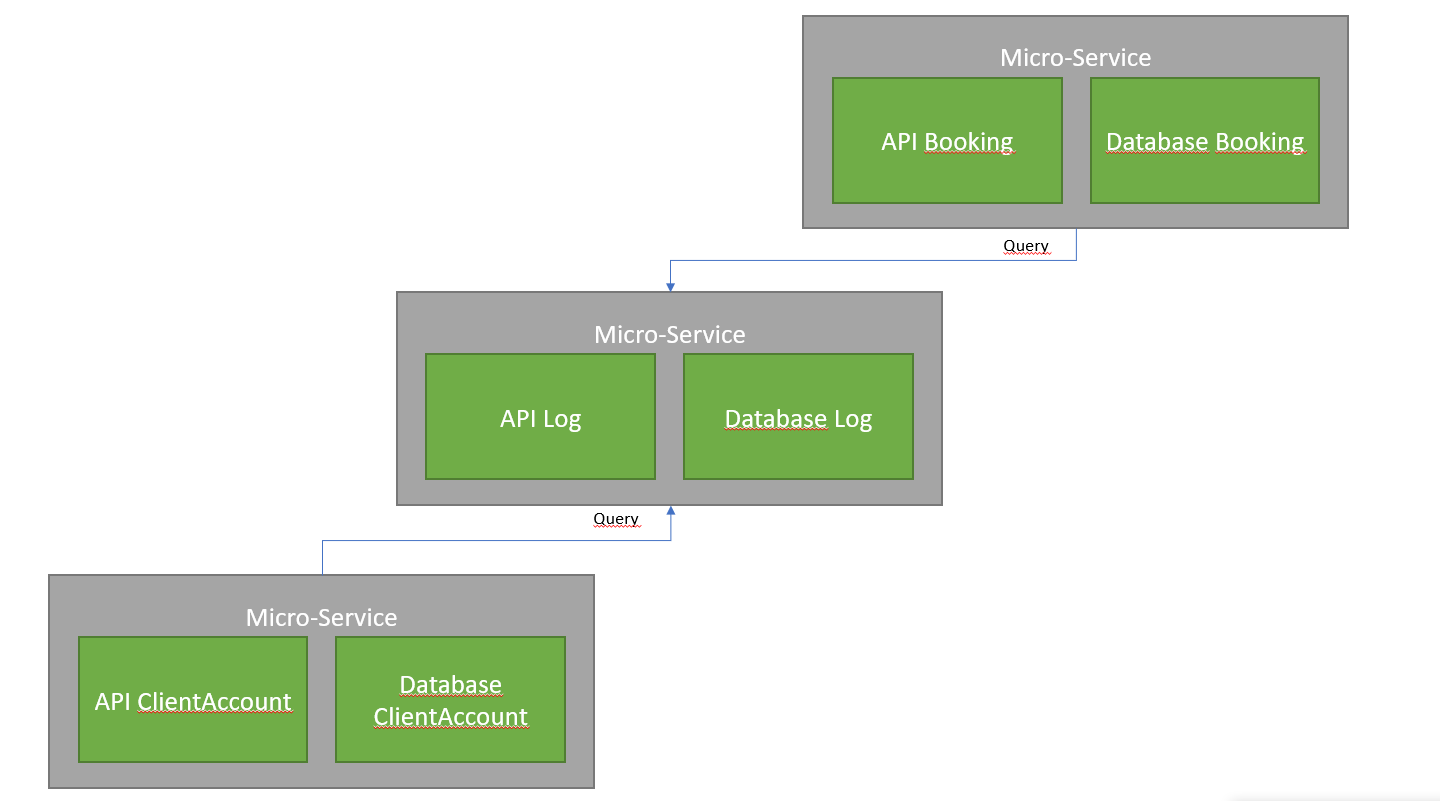 Micro-Service
API Booking
Database Booking
Query
Micro-Service
API Log
Database Log
Query
Micro-Service
API ClientAccount
Database
ClientAccount